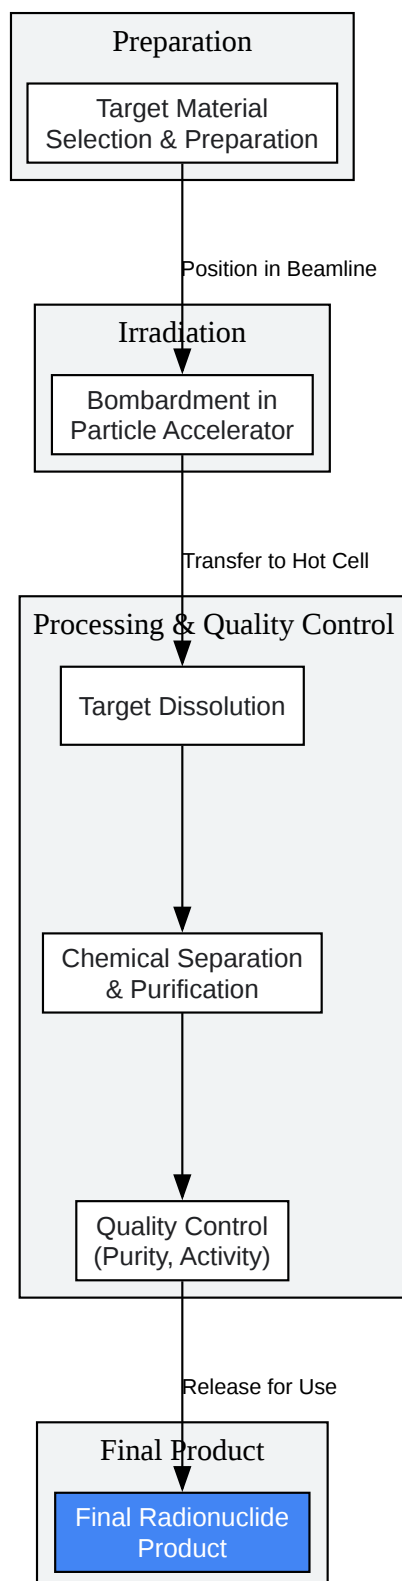 Preparation
Target Material
Selection & Preparation
Position in Beamline
Irradiation
Bombardment in
Particle Accelerator
Transfer to Hot Cell
Processing & Quality Control
Target Dissolution
Chemical Separation
& Purification
Quality Control
(Purity, Activity)
Release for Use
Final Product
Final Radionuclide
Product